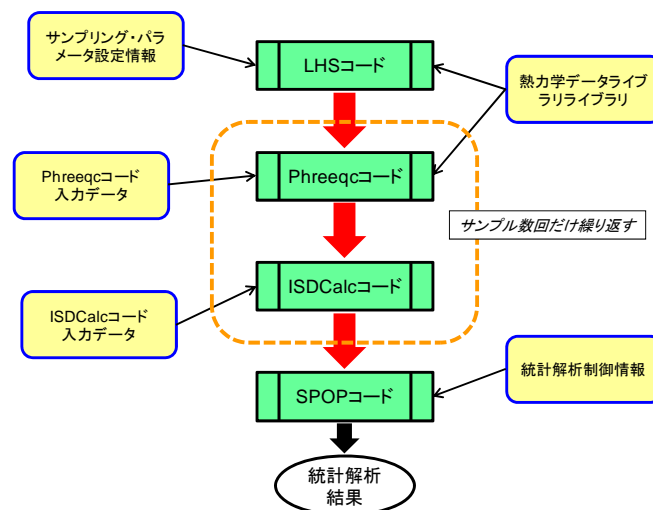 サンプリング・パラ
メータ設定情報
LHSコード
熱力学データライブ
ラリライブラリ
Phreeqcコード
入力データ
Phreeqcコード
サンプル数回だけ繰り返す
ISDCalcコード
入力データ
ISDCalcコード
統計解析制御情報
SPOPコード
統計解析
結果